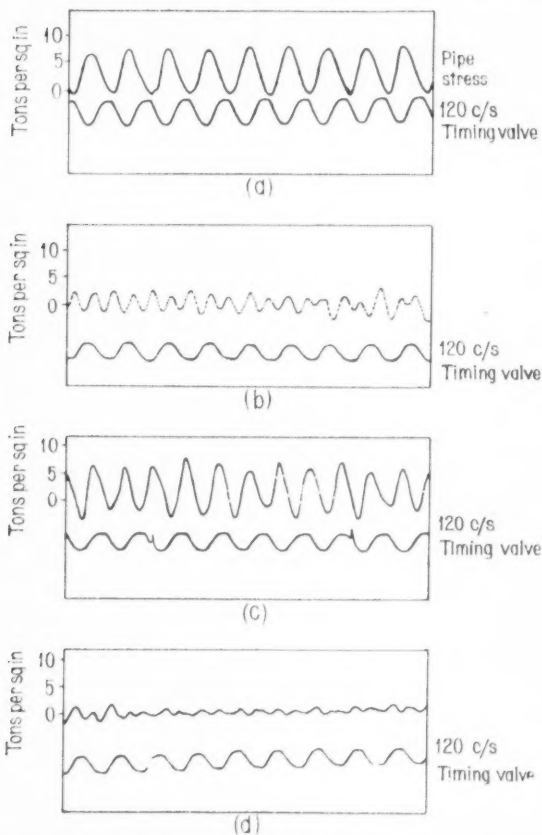 Tons per sq in
10
5
0
Pipe
stress
120 c/s
Timing valve
(a)
Tons per sq in
10
5
0
120 c/s
Timing valve
(b)
Tons per sq in
10
5
0
120 c/s
Timing valve
(c)
Tons per sq in
10
5
0
120 c/s
Timing valve
(d)